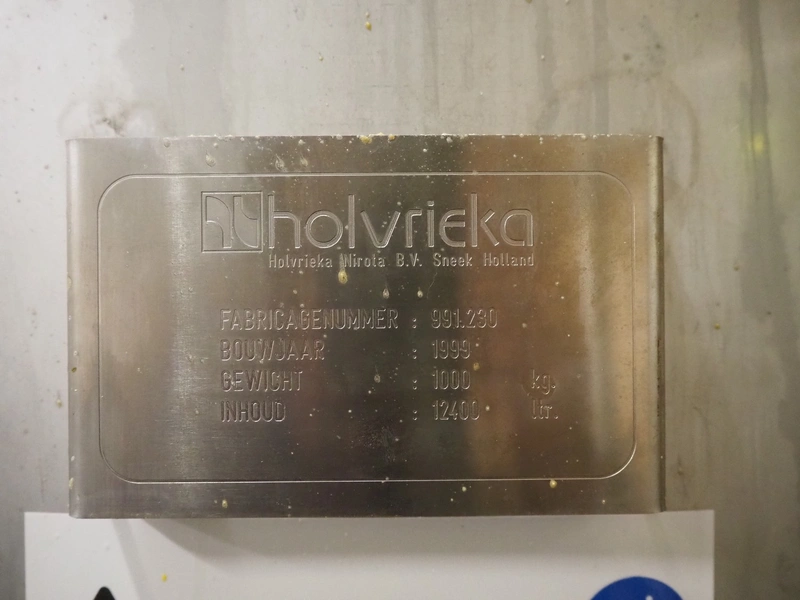 holvrieka
Holvrieka Nirota B.V. Sneek Holland
FABRICAGENUMMER : 991.230
BOUWJAAR : 1999
GEWICHT : 1000 kg.
INHOUD : 12400 ltr.